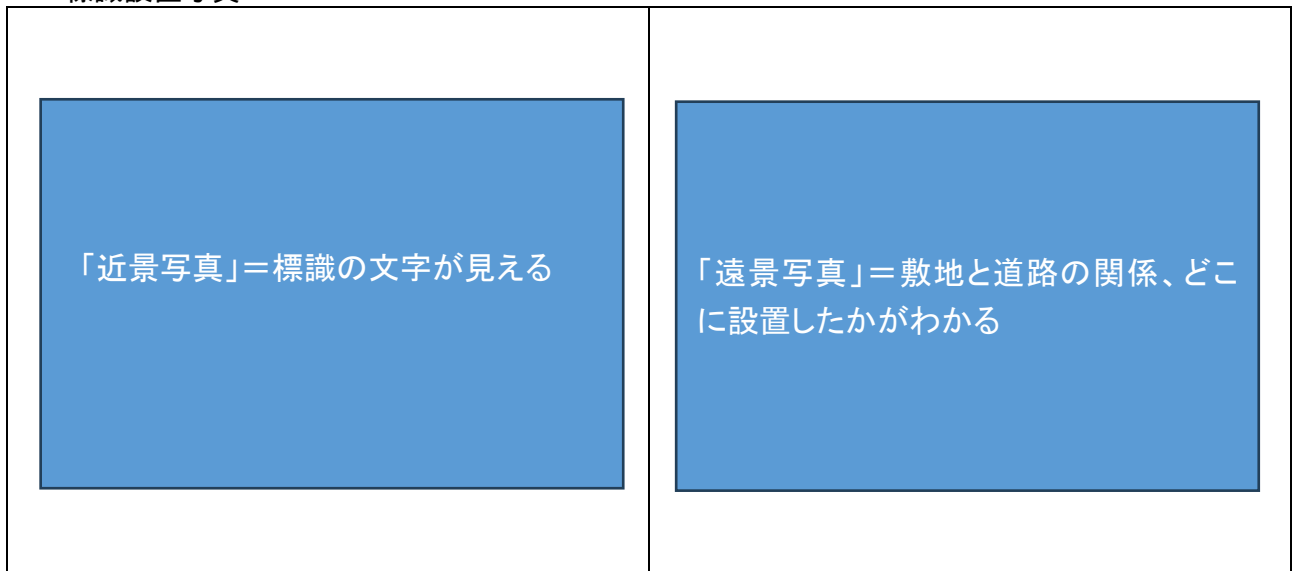 「近景写真」＝標識の文字が見える
「遠景写真」＝敷地と道路の関係、どこ
に設置したかがわかる